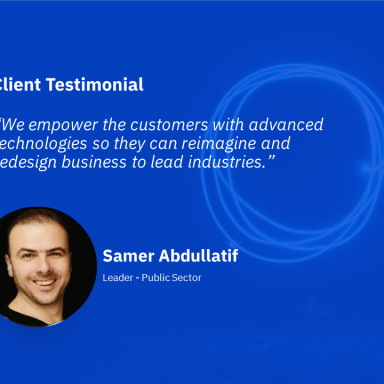 Client Testimonial
“We empower the customers with advanced
technologies so they can reimagine and
redesign business to lead industries.”
Samer Abdullatif
Leader - Public Sector